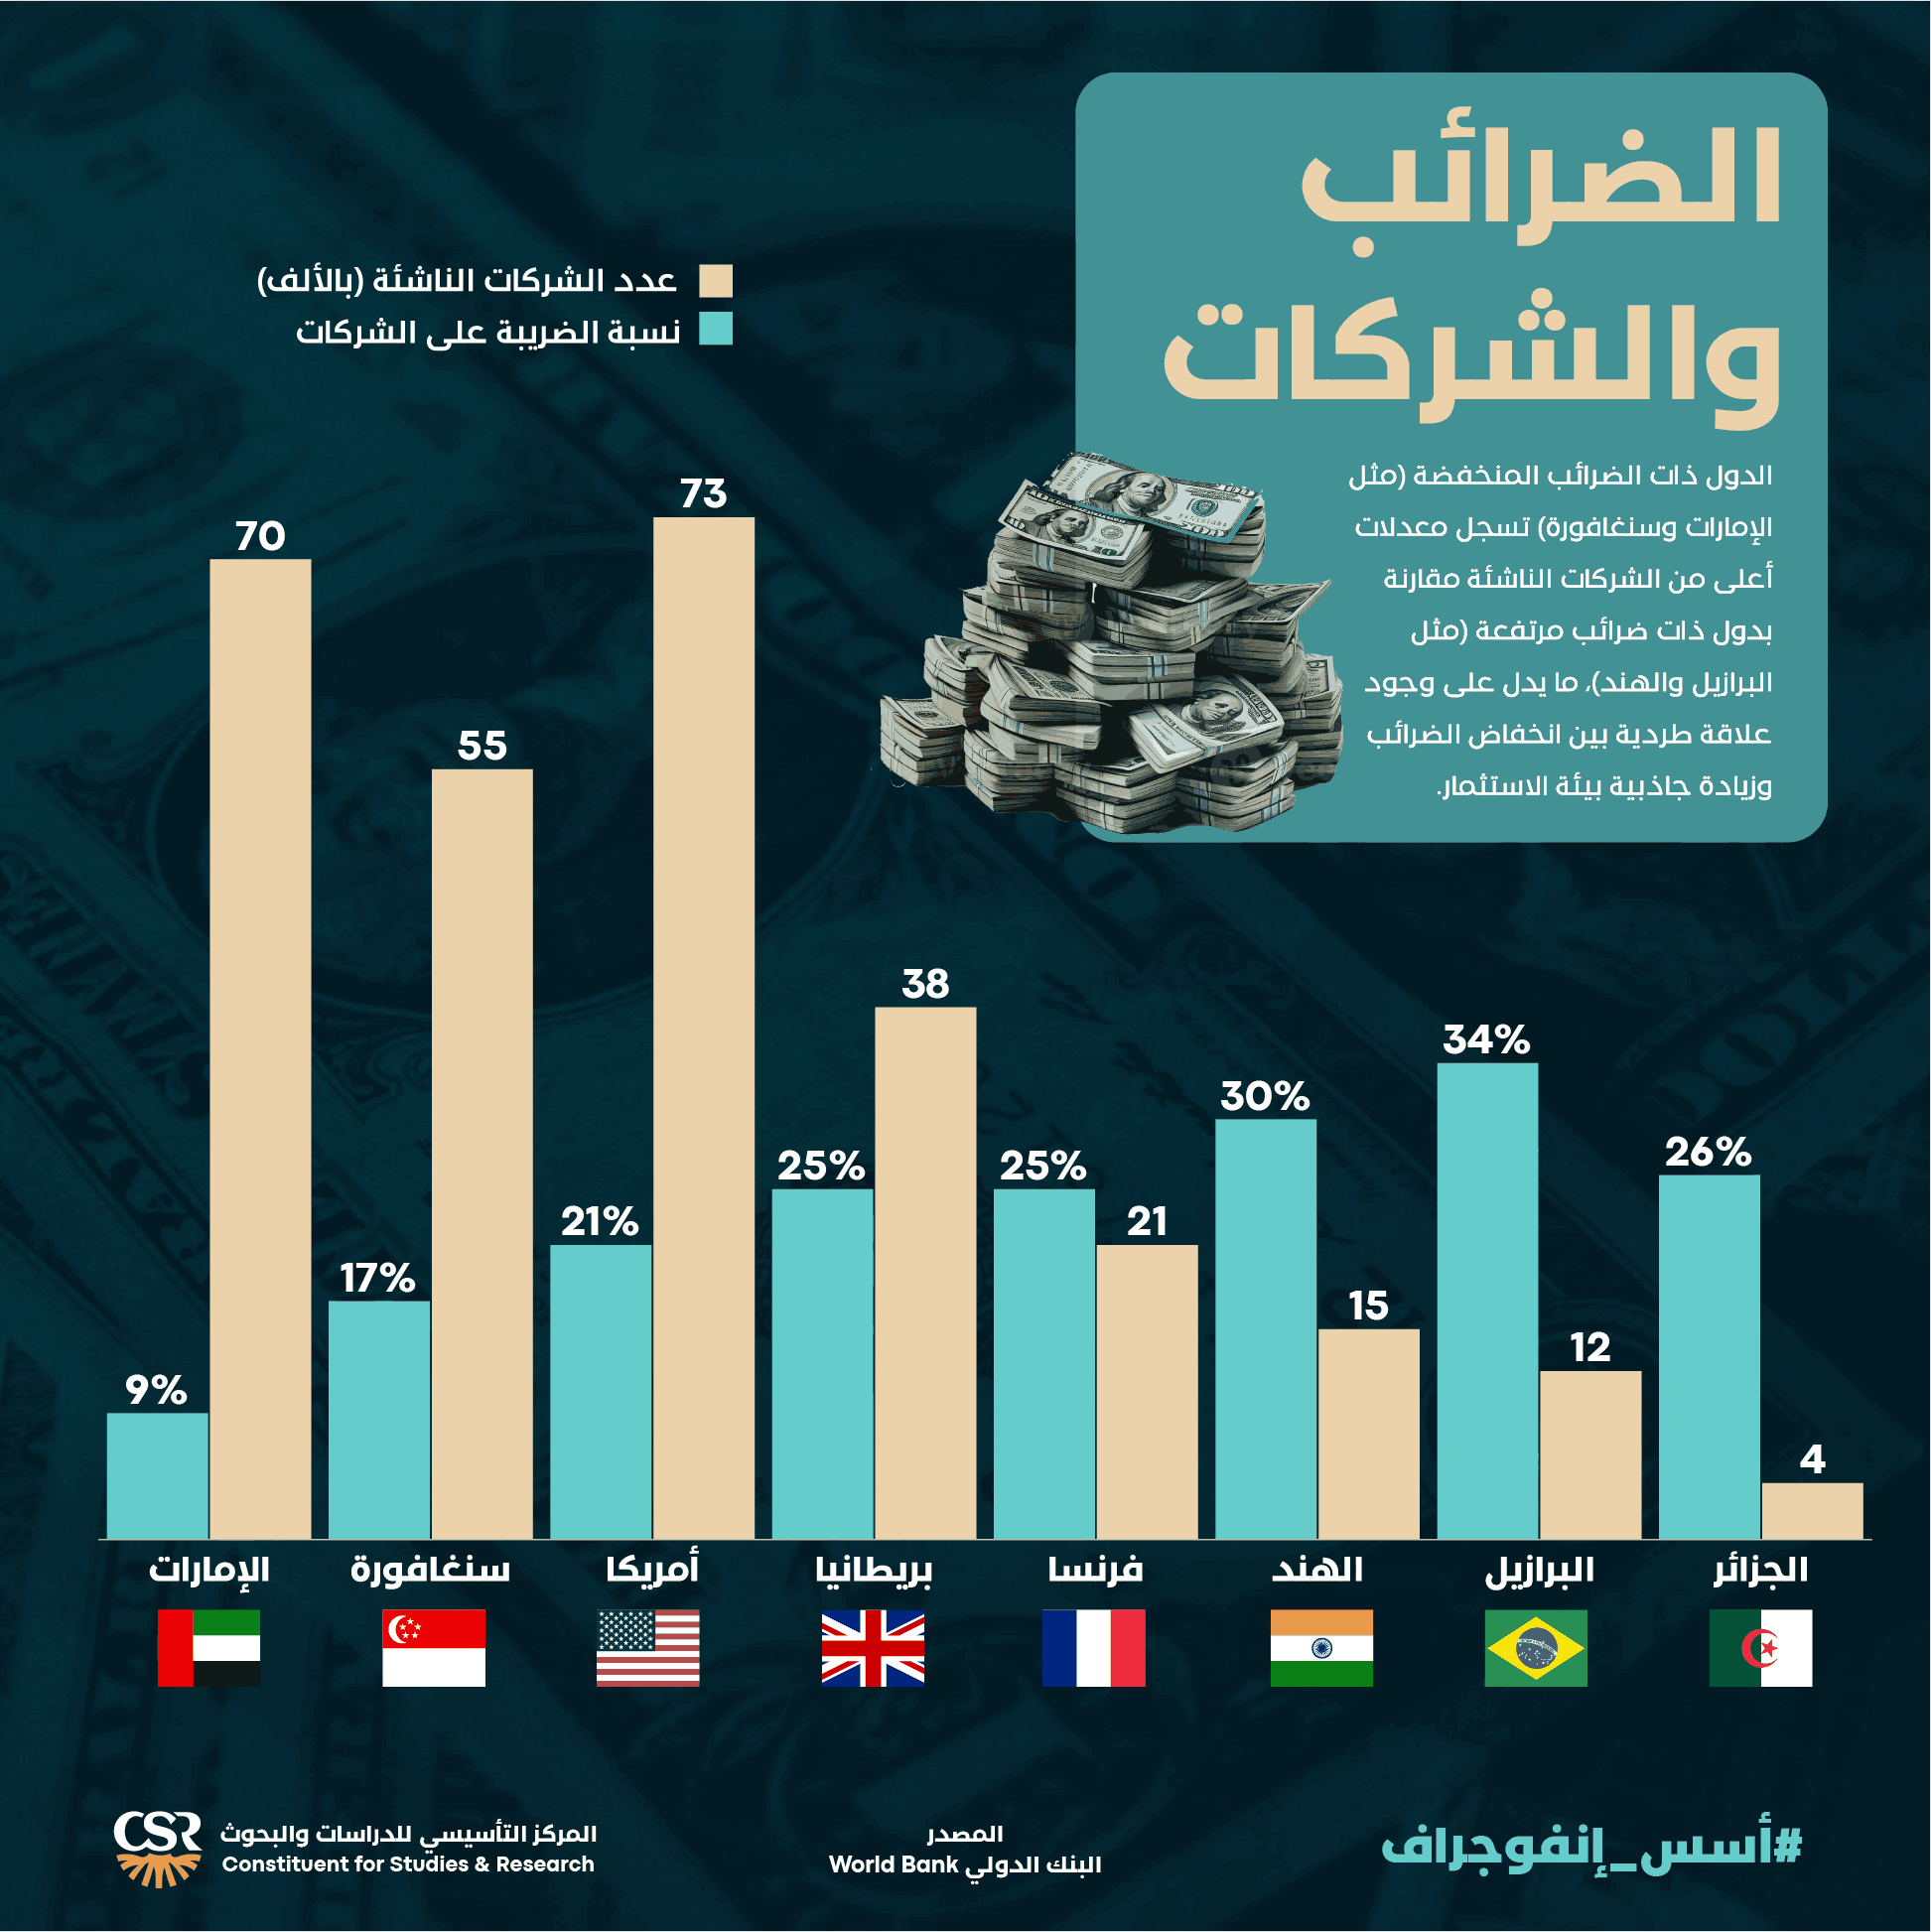 الضرائب
والشركات
الدول ذات الضرائب المنخفضة (مثل
الإمارات وسنغافورة) تسجل معدلات
أعلى من الشركات الناشئة مقارنة
بدول ذات ضرائب مرتفعة (مثل
البرازيل والهند)، ما يدل على وجود
علاقة طردية بين انخفاض الضرائب
وزيادة جاذبية بيئة الاستثمار.
عدد الشركات الناشئة (بالألف)
نسبة الضريبة على الشركات
9%
70
17%
55
21%
73
25%
38
25%
21
30%
15
34%
12
26%
4
الإمارات
سنغافورة
أمريكا
بريطانيا
فرنسا
الهند
البرازيل
الجزائر
#أسس_إنفوجراف
المصدر
البنك الدولي World Bank
CSR
المركز التأسيسي للدراسات والبحوث
Constituent for Studies & Research